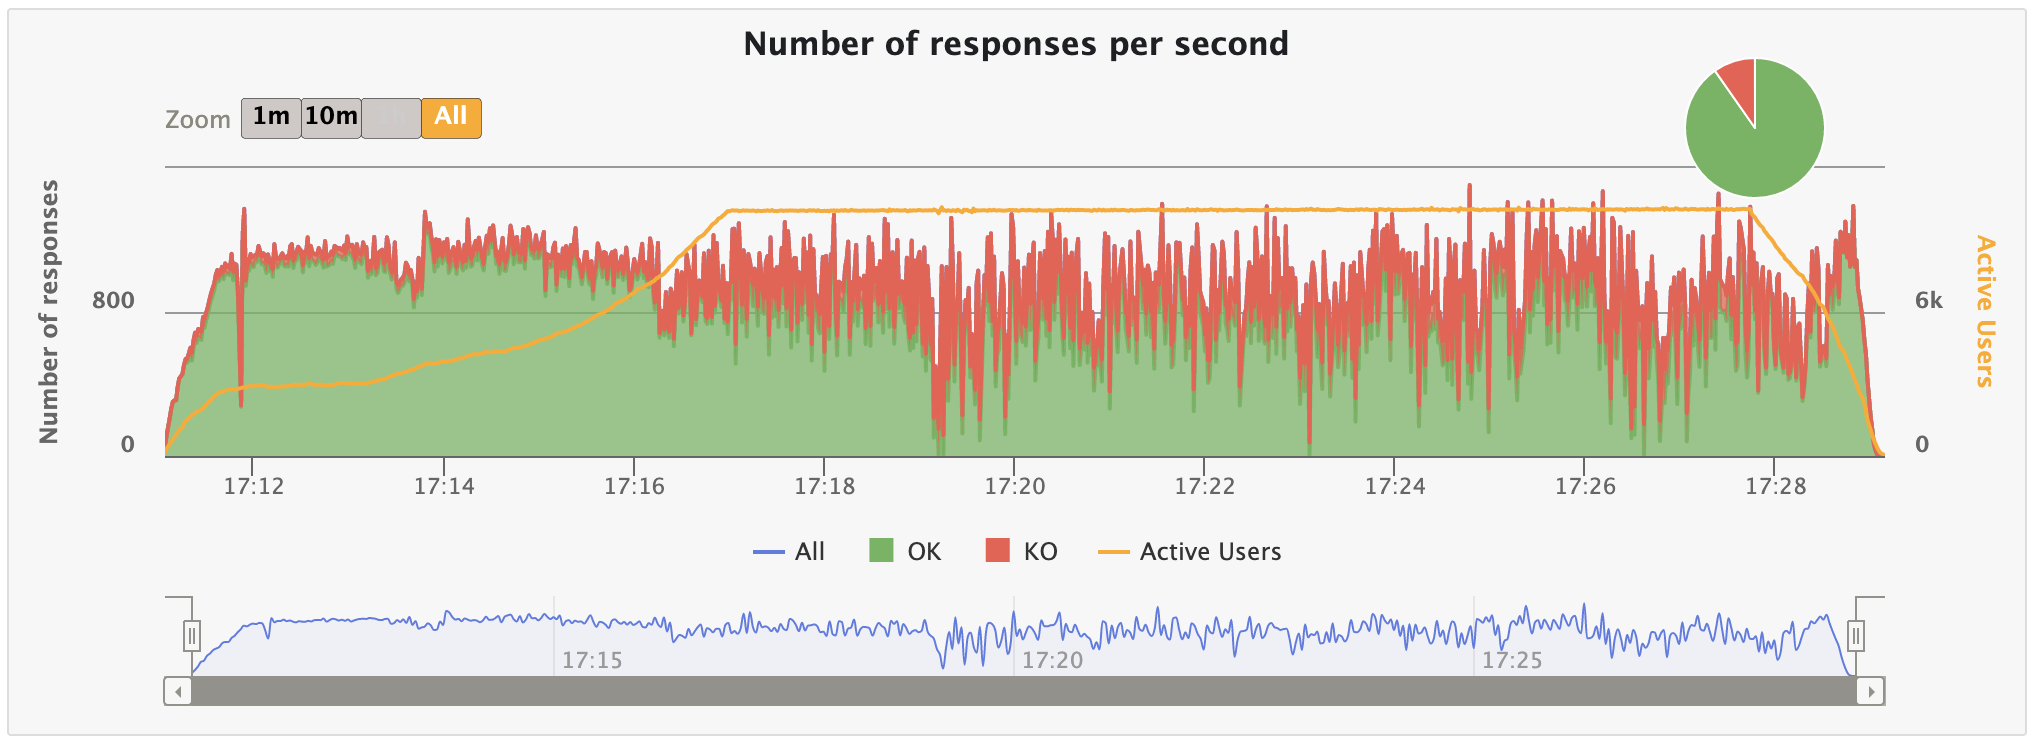 Number of responses per second
Zoom 1m 10m 1h All
Number of responses
Active Users
800
0
6k
0
17:12 17:14 17:16 17:18 17:20 17:22 17:24 17:26 17:28
All OK KO Active Users
17:15 17:20 17:25